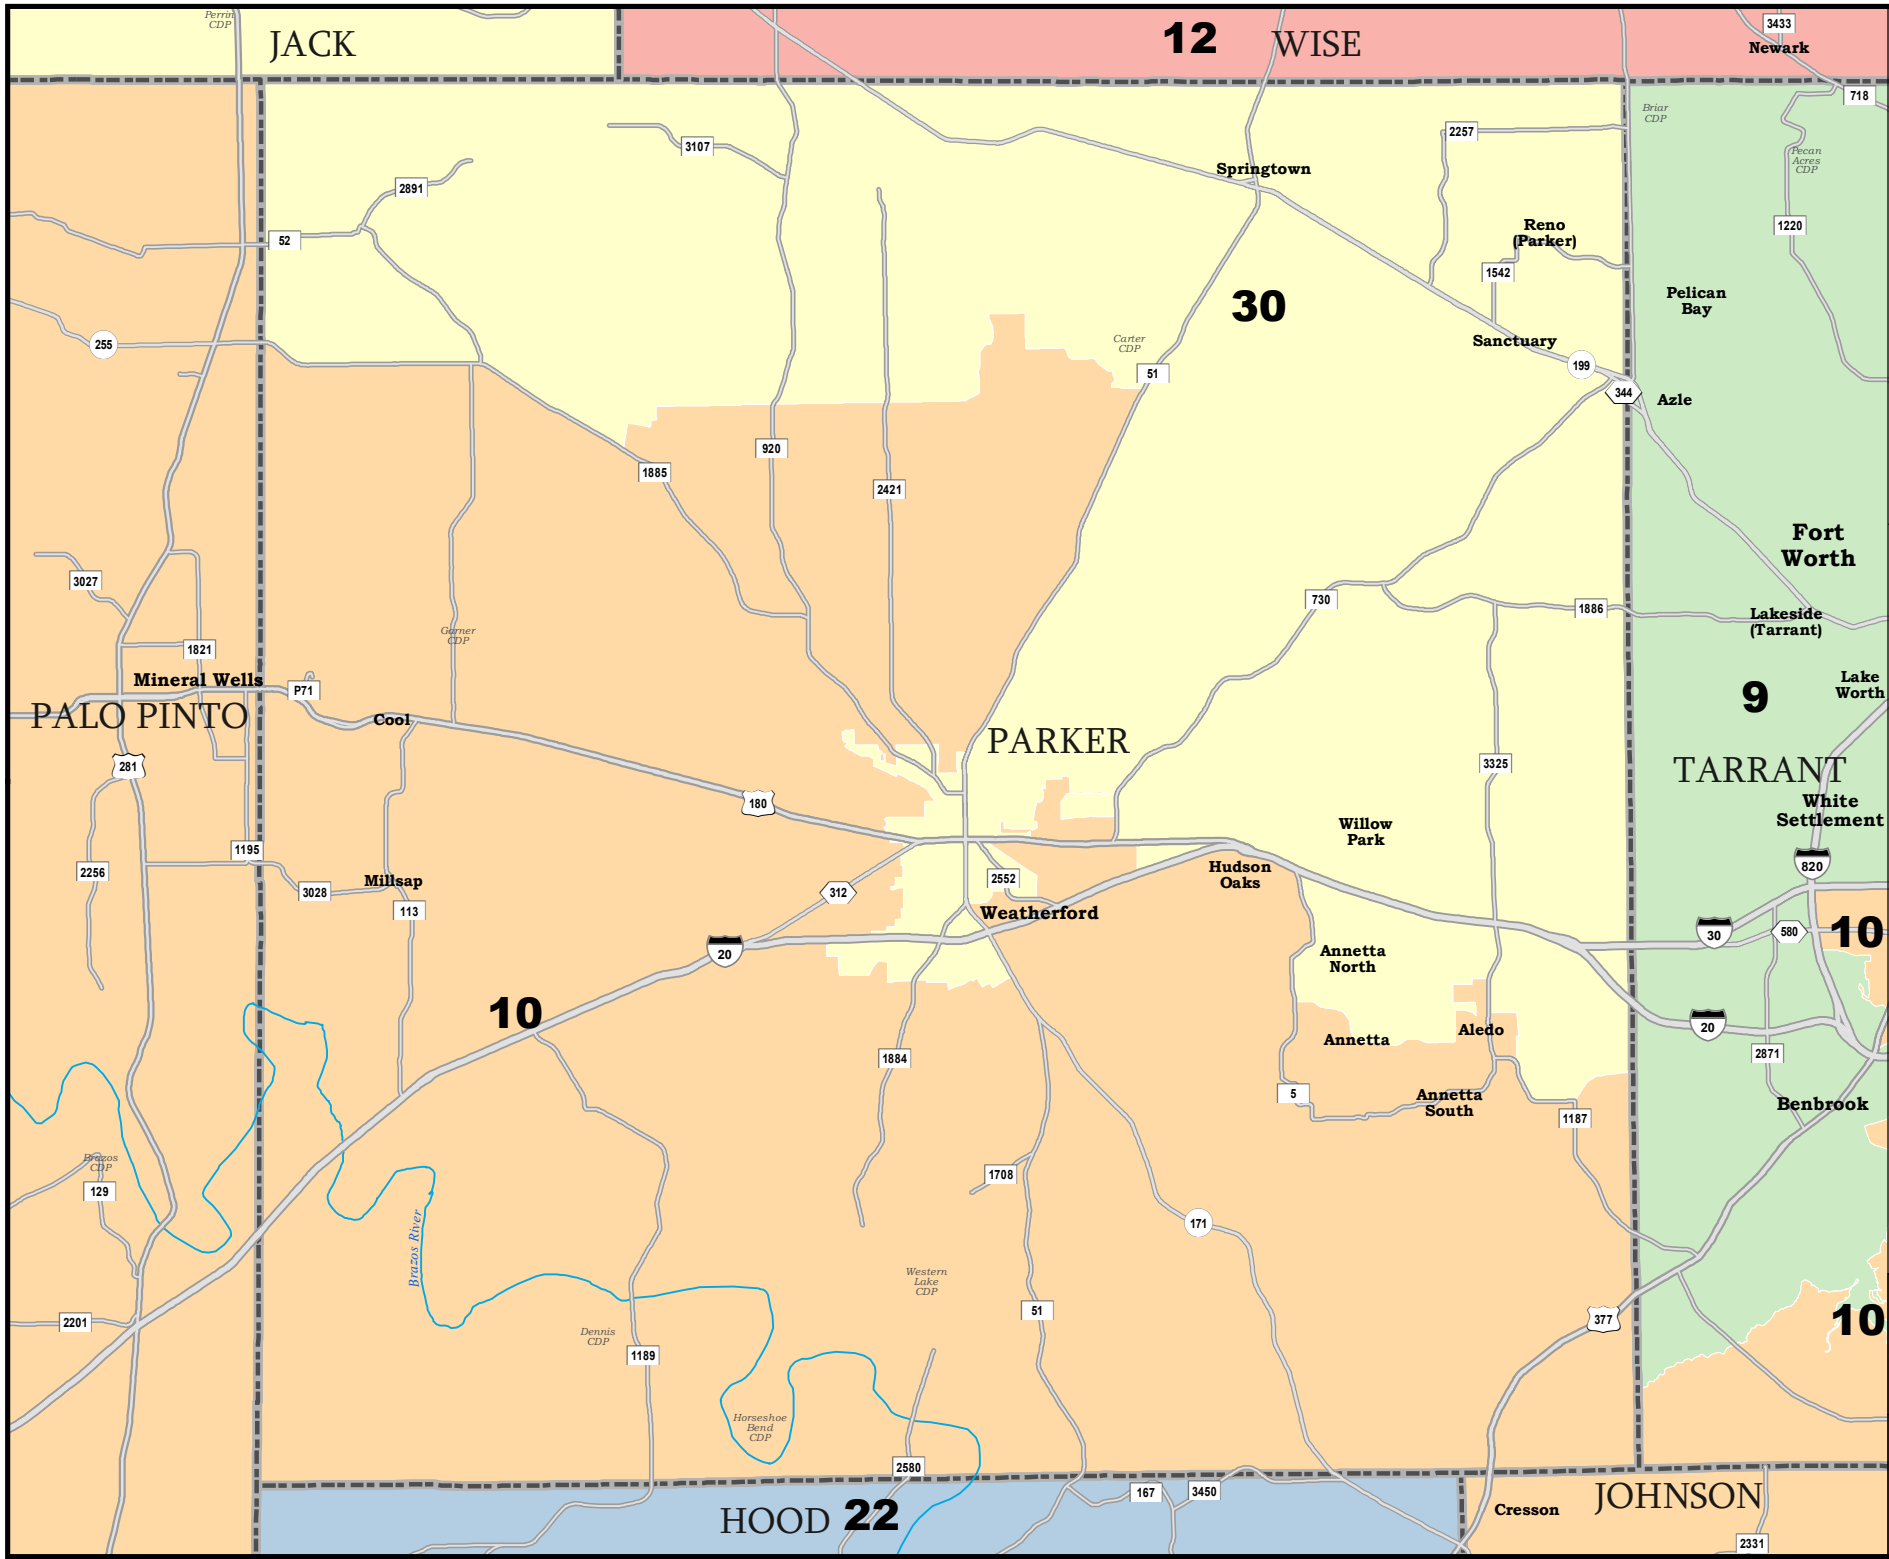 Perrin
CDP
JACK
12
WISE
3433
Newark
718
Briar
CDP
Pecan
Acres
CDP
3107
2257
2891
Springtown
52
Reno
(Parker)
1220
1542
30
Pelican
Bay
255
Carter
CDP
Sanctuary
51
199
344
Azle
920
1885
2421
Fort
Worth
3027
730
1886
Lakeside
(Tarrant)
Garner
CDP
1821
Mineral Wells
P71
Lake
Worth
9
PALO PINTO
Cool
PARKER
281
3325
TARRANT
180
White
Settlement
Willow
Park
1195
2256
3028
Millsap
113
312
2552
Hudson
Oaks
820
Weatherford
20
30
580
10
Annetta
North
10
20
Annetta
Aledo
1884
2871
5
Annetta
South
1187
Benbrook
Brazos
CDP
129
1708
171
Brazos River
Western
Lake
CDP
51
2201
377
10
Dennis
CDP
1189
Horseshoe
Bend
CDP
2580
167
3450
HOOD
22
Cresson
JOHNSON
2331